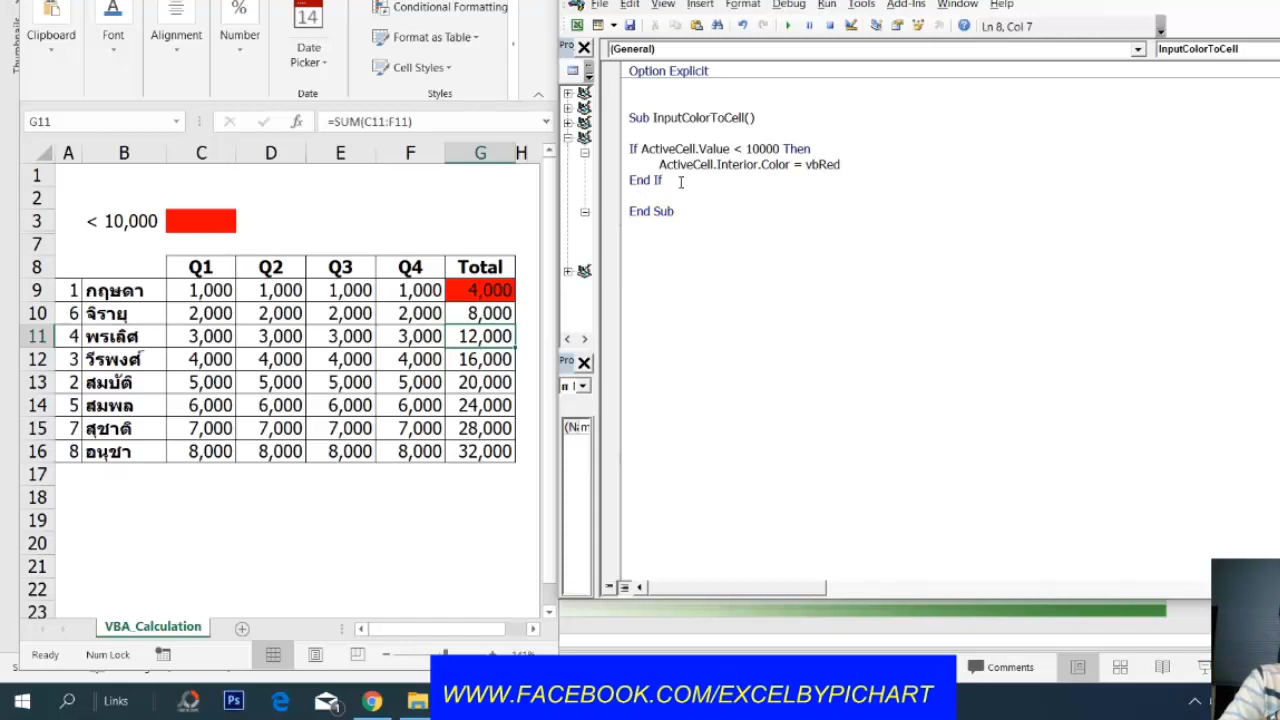 Clipboard
Font
Alignment
%
Number
14
Date
Picker
Date
Conditional Formatting
Format as Table
Cell Styles
Styles
G11
fx
=SUM(C11:F11)
A B C D E F G H
1
2
3 < 10,000
7
8 Q1 Q2 Q3 Q4 Total
9 1 กฤษดา 1,000 1,000 1,000 1,000 4,000
10 6 จิรายุ 2,000 2,000 2,000 2,000 8,000
11 4 พรเลิศ 3,000 3,000 3,000 3,000 12,000
12 3 วีรพงศ์ 4,000 4,000 4,000 4,000 16,000
13 2 สมบัติ 5,000 5,000 5,000 5,000 20,000
14 5 สมพล 6,000 6,000 6,000 6,000 24,000
15 7 สุชาติ 7,000 7,000 7,000 7,000 28,000
16 8 อนุชา 8,000 8,000 8,000 8,000 32,000
17
18
19
20
21
22
23
VBA_Calculation
Ready Num Lock
File Edit View Insert Format Debug Run Tools Add-Ins Window Help
Ln 8, Col 7
Pro
(General)
InputColorToCell
Option Explicit
Sub InputColorToCell()
If ActiveCell.Value < 10000 Then
ActiveCell.Interior.Color = vbRed
End If
End Sub
Pro
(Nam
Comments
WWW.FACEBOOK.COM/EXCELBYPICHART
Links
Ps